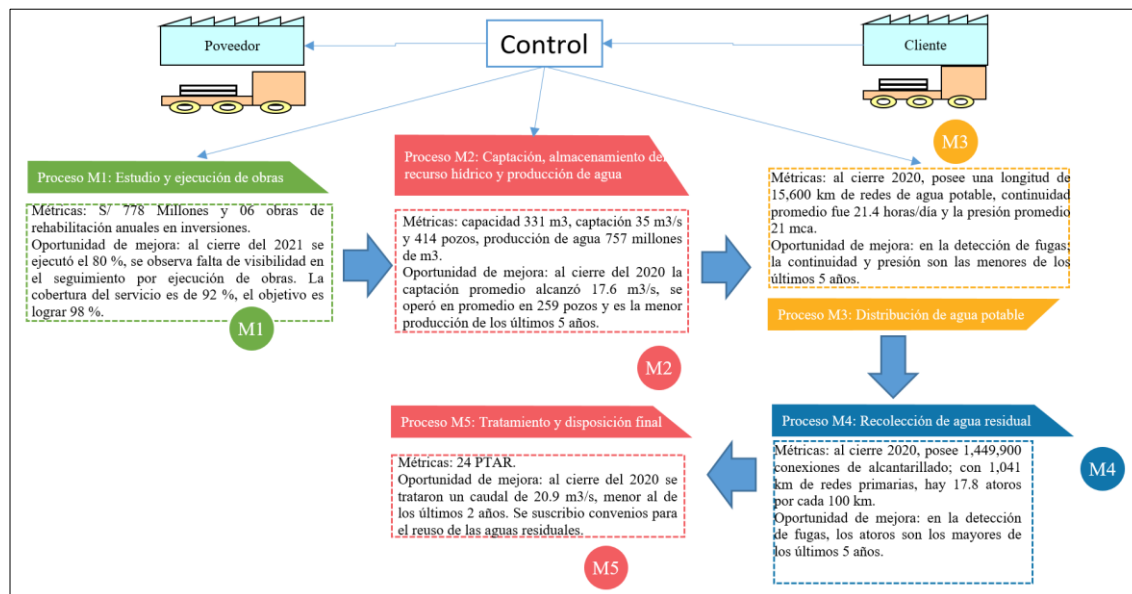 Poveedor
Control
Cliente
Proceso M1: Estudio y ejecución de obras
Métricas: S/ 778 Millones y 06 obras de
rehabilitación anuales en inversiones.
Oportunidad de mejora: al cierre del 2021 se
ejecutó el 80 %, se observa falta de visibilidad en
el seguimiento por ejecución de obras. La
cobertura del servicio es de 92 %, el objetivo es
lograr 98 %.
M1
Proceso M2: Captación, almacenamiento del
recurso hídrico y producción de agua
Métricas: capacidad 331 m3, captación 35 m3/s
y 414 pozos, producción de agua 757 millones
de m3.
Oportunidad de mejora: al cierre del 2020 la
captación promedio alcanzó 17.6 m3/s, se
operó en promedio en 259 pozos y es la menor
producción de los últimos 5 años.
M2
M3
Métricas: al cierre 2020, posee una longitud de
15,600 km de redes de agua potable, continuidad
promedio fue 21.4 horas/día y la presión promedio
21 mca.
Oportunidad de mejora: en la detección de fugas;
la continuidad y presión son las menores de los
últimos 5 años.
Proceso M3: Distribución de agua potable
Proceso M4: Recolección de agua residual
Métricas: al cierre 2020, posee 1,449,900
conexiones de alcantarillado; con 1,041
km de redes primarias, hay 17.8 atoros
por cada 100 km.
Oportunidad de mejora: en la detección
de fugas, los atoros son los mayores de
los últimos 5 años.
M4
Proceso M5: Tratamiento y disposición final
Métricas: 24 PTAR.
Oportunidad de mejora: al cierre del 2020 se
trataron un caudal de 20.9 m3/s, menor al de
los últimos 2 años. Se suscribio convenios para
el reuso de las aguas residuales.
M5